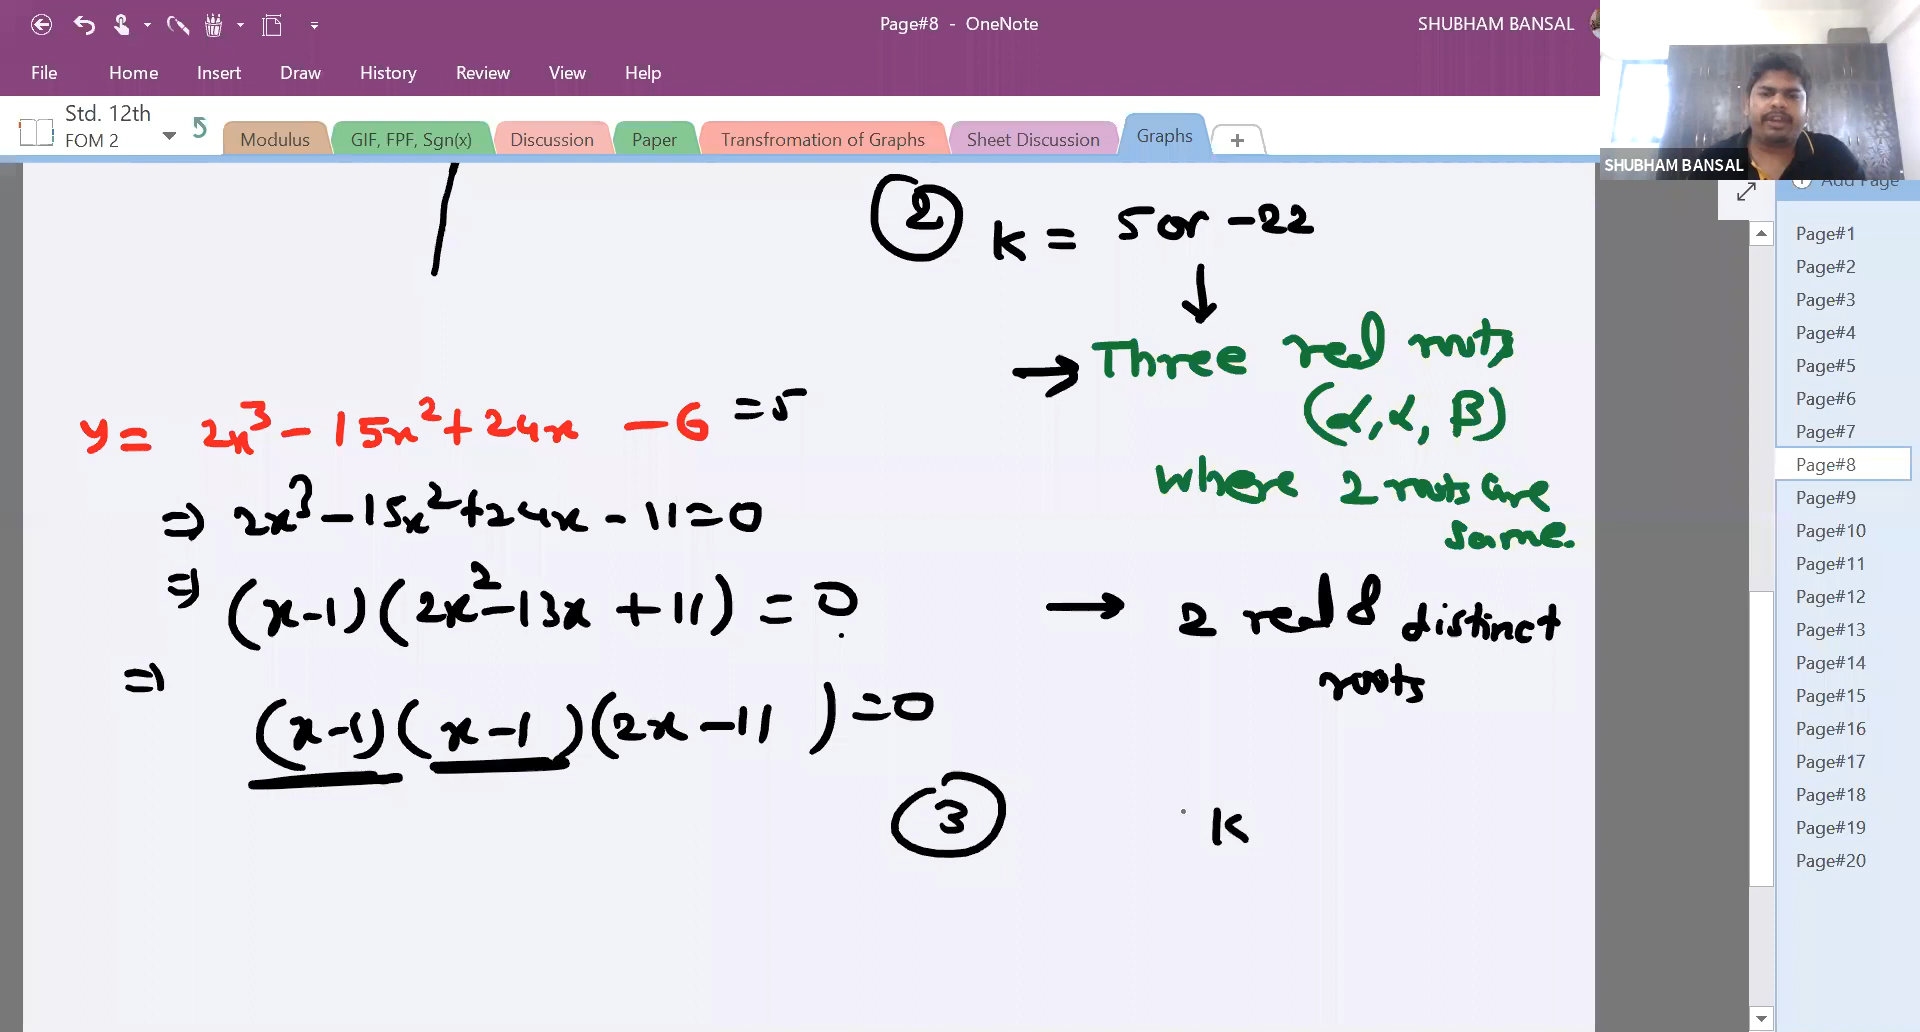 Page#8 - OneNote
SHUBHAM BANSAL
File Home Insert Draw History Review View Help
Std. 12th
FOM 2
Modulus
GIF, FPF, Sgn(x)
Discussion
Paper
Transfromation of Graphs
Sheet Discussion
Graphs
+
SHUBHAM BANSAL
Add Page
Page#1
Page#2
Page#3
Page#4
Page#5
Page#6
Page#7
Page#8
Page#9
Page#10
Page#11
Page#12
Page#13
Page#14
Page#15
Page#16
Page#17
Page#18
Page#19
Page#20
② K = 5 or -22
↓
→ Three real roots
(α, α, β)
where 2 roots are
same.
→ 2 real & distinct
roots
y = 2x³ - 15x² + 24x - 6 = 5
⇒ 2x³ - 15x² + 24x - 11 = 0
⇒ (x-1)(2x² - 13x + 11) = 0
⇒
(x-1)(x-1)(2x-11) = 0
③ K